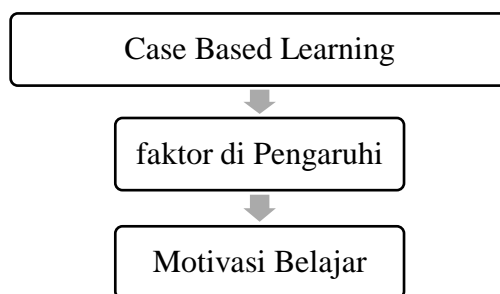 Case Based Learning
faktor di Pengaruhi
Motivasi Belajar